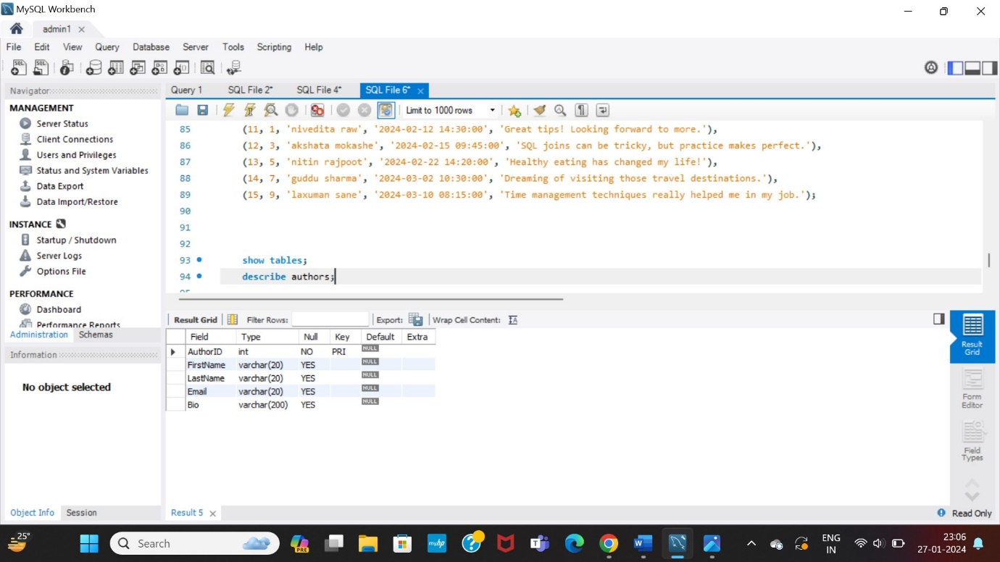 MySQL Workbench
admin1
File Edit View Query Database Server Tools Scripting Help
Navigator
MANAGEMENT
Server Status
Client Connections
Users and Privileges
Status and System Variables
Data Export
Data Import/Restore
INSTANCE
Startup / Shutdown
Server Logs
Options File
PERFORMANCE
Dashboard
Performance Reports
Administration Schemas
Information
No object selected
Object Info Session
Query 1 SQL File 2* SQL File 4* SQL File 6*
Limit to 1000 rows
85 (11, 1, 'nivedita raw', '2024-02-12 14:30:00', 'Great tips! Looking forward to more.'),
86 (12, 3, 'akshata mokashe', '2024-02-15 09:45:00', 'SQL joins can be tricky, but practice makes perfect.'),
87 (13, 5, 'nitin rajpoot', '2024-02-22 14:20:00', 'Healthy eating has changed my life!'),
88 (14, 7, 'guddu sharma', '2024-03-02 10:30:00', 'Dreaming of visiting those travel destinations.'),
89 (15, 9, 'laxuman sane', '2024-03-10 08:15:00', 'Time management techniques really helped me in my job.');
90
91
92
93 show tables;
94 describe authors;
95
Result Grid Filter Rows: Export: Wrap Cell Content:
Field Type Null Key Default Extra
AuthorID int NO PRI NULL
FirstName varchar(20) YES NULL
LastName varchar(20) YES NULL
Email varchar(20) YES NULL
Bio varchar(200) YES NULL
Result Grid
Form Editor
Field Types
Result 5
Read Only
25°
Search
PRE
myhp
ENG
IN
23:06
27-01-2024